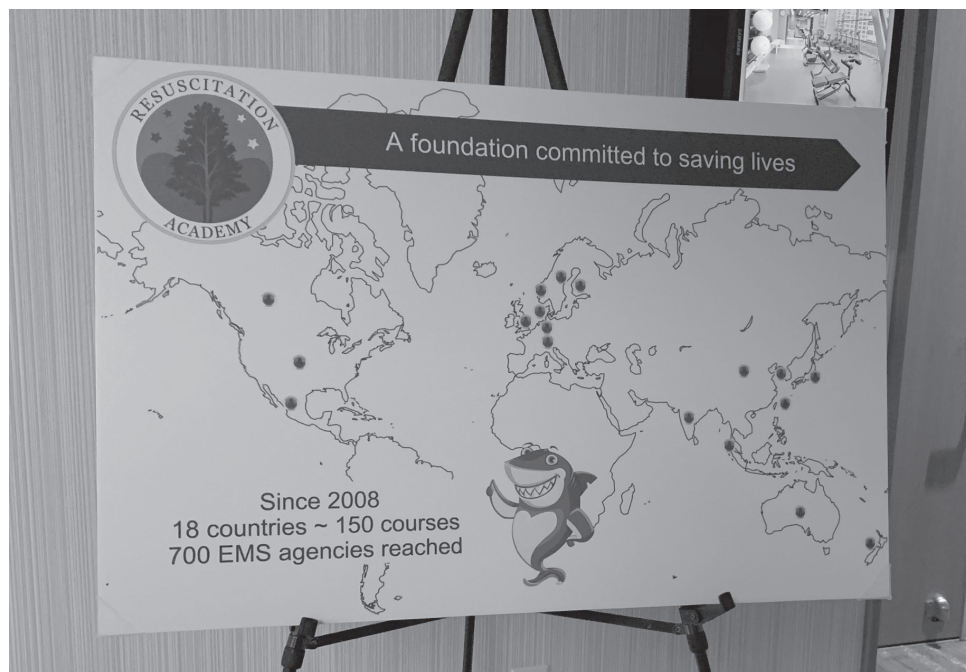 RESUSCITATION
ACADEMY
A foundation committed to saving lives
Since 2008
18 countries ~ 150 courses
700 EMS agencies reached